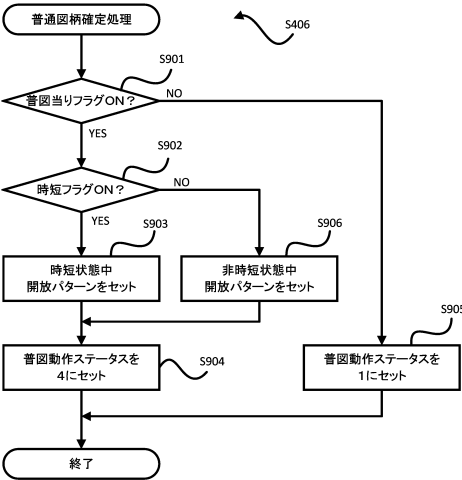 普通図柄確定処理
S406
S901
普図当りフラグON？
NO
YES
S902
時短フラグON？
NO
YES
S903
S906
時短状態中
開放パターンをセット
非時短状態中
開放パターンをセット
S905
普図動作ステータスを
4にセット
S904
普図動作ステータスを
1にセット
終了